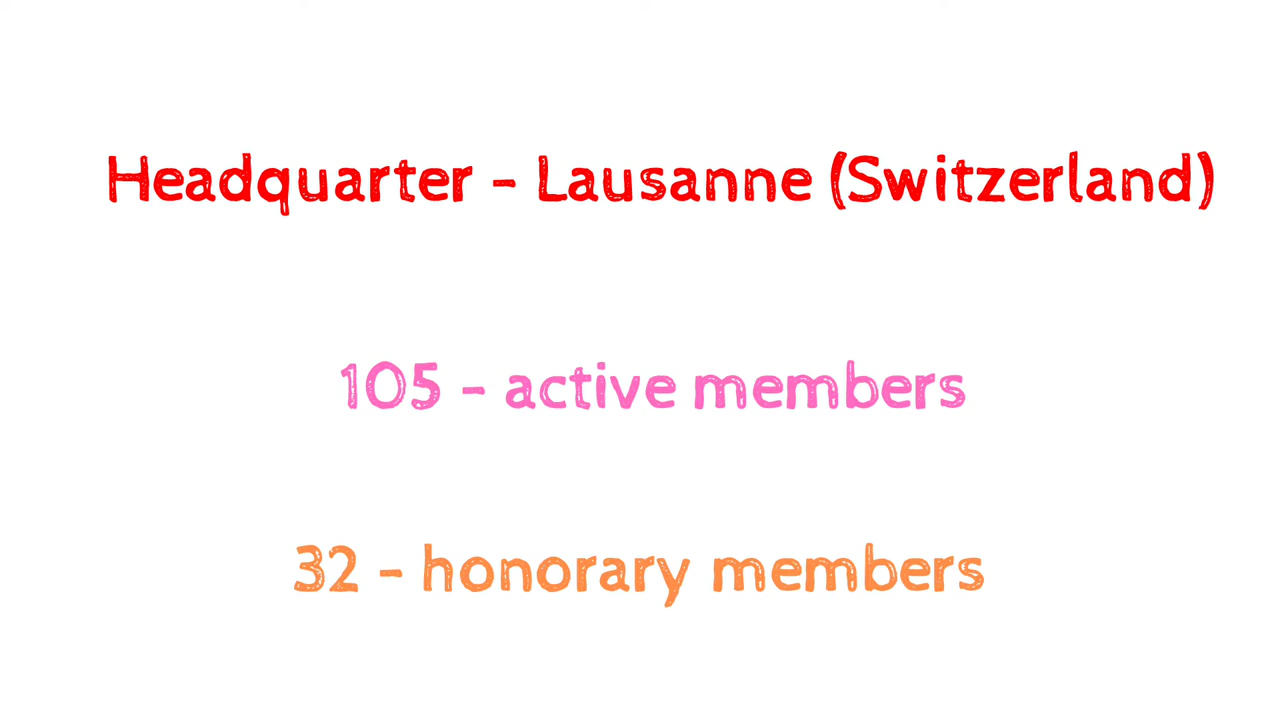 Headquarter - Lausanne (Switzerland)
105 - active members
32 - honorary members